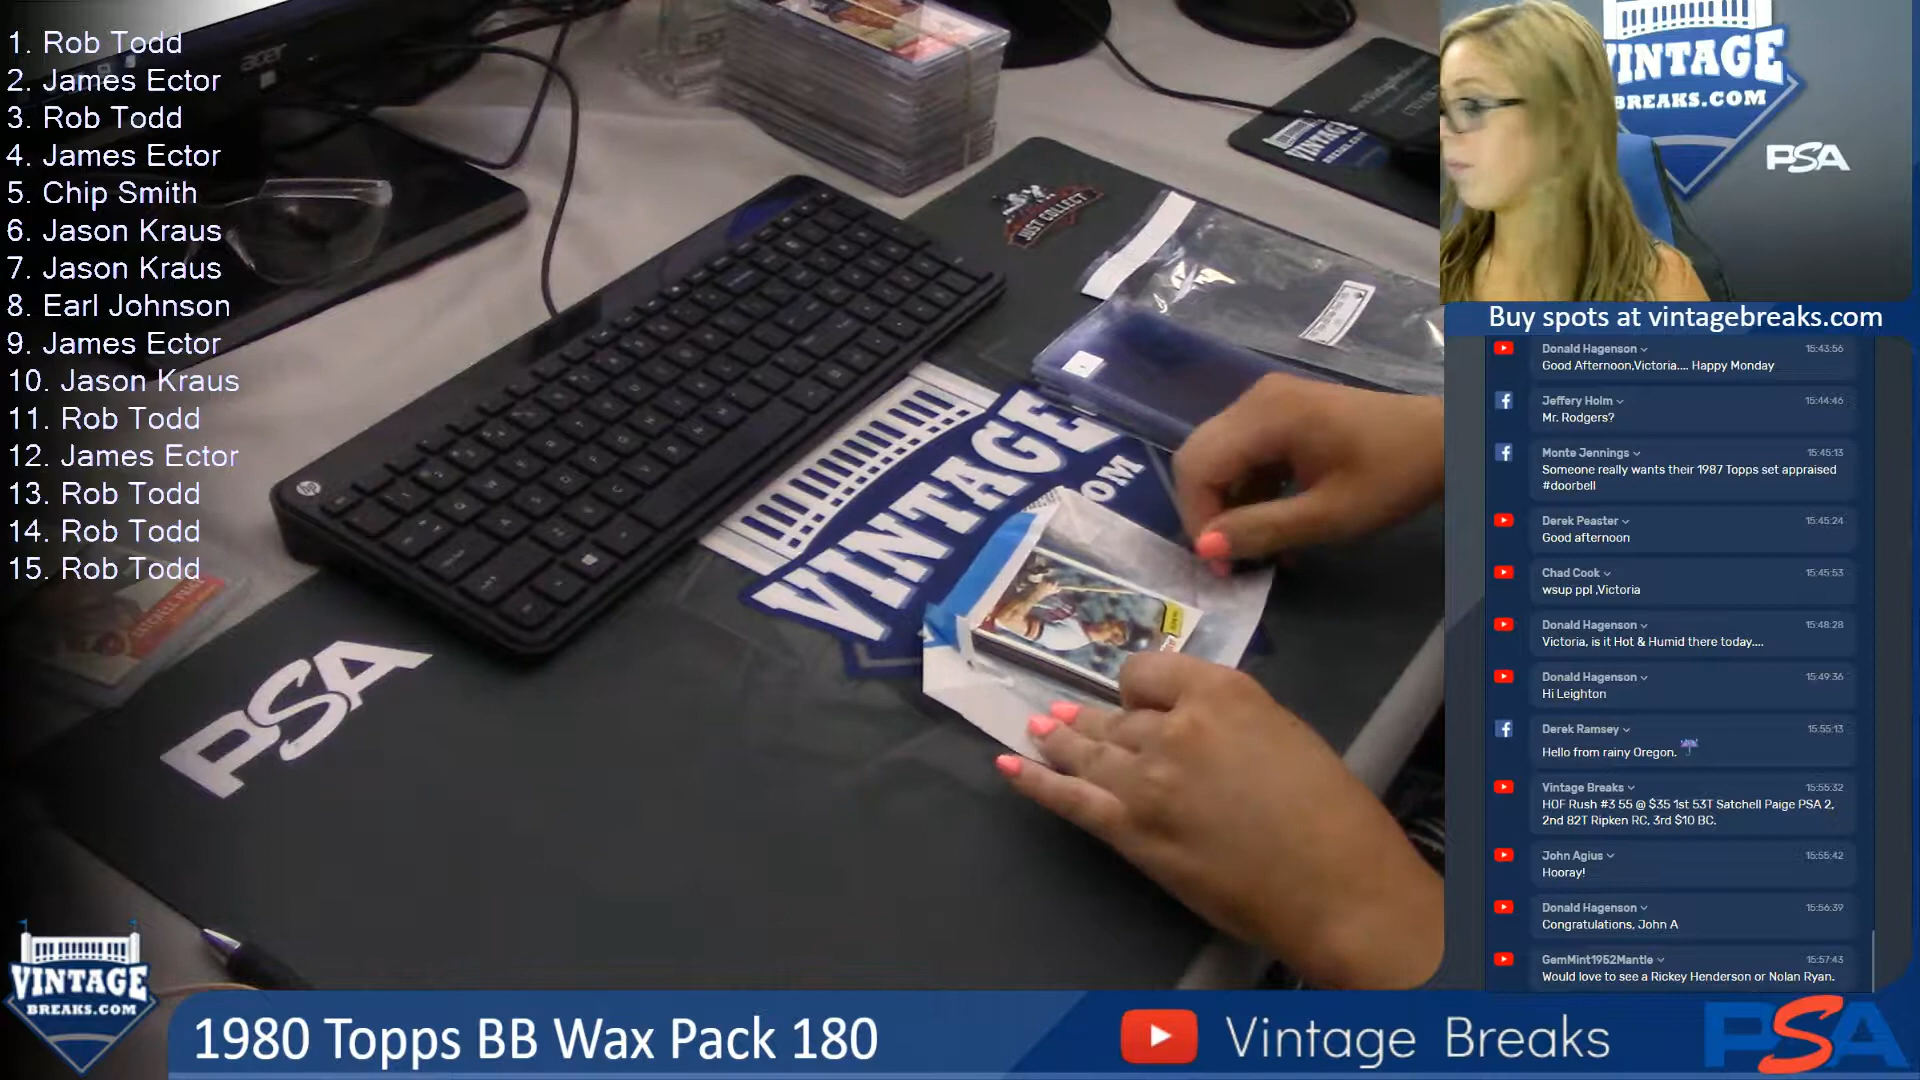 1. Rob Todd
2. James Ector
3. Rob Todd
4. James Ector
5. Chip Smith
6. Jason Kraus
7. Jason Kraus
8. Earl Johnson
9. James Ector
10. Jason Kraus
11. Rob Todd
12. James Ector
13. Rob Todd
14. Rob Todd
15. Rob Todd
acer
JUST COLLECT
VINTAGE
BREAKS.COM
hp
VINTAGE
.COM
PSA
VINTAGE
BREAKS.COM
PSA
Buy spots at vintagebreaks.com
Donald Hagenson 15:43:56
Good Afternoon,Victoria.... Happy Monday
Jeffery Holm 15:44:46
Mr. Rodgers?
Monte Jennings 15:45:13
Someone really wants their 1987 Topps set appraised
#doorbell
Derek Peaster 15:45:24
Good afternoon
Chad Cook 15:45:53
wsup ppl ,Victoria
Donald Hagenson 15:48:28
Victoria, is it Hot & Humid there today....
Donald Hagenson 15:49:36
Hi Leighton
Derek Ramsey 15:55:13
Hello from rainy Oregon. ☔
Vintage Breaks 15:55:32
HOF Rush #3 55 @ $35 1st 53T Satchell Paige PSA 2,
2nd 82T Ripken RC, 3rd $10 BC.
John Agius 15:55:42
Hooray!
Donald Hagenson 15:56:39
Congratulations, John A
GemMint1952Mantle 15:57:43
Would love to see a Rickey Henderson or Nolan Ryan.
VINTAGE
BREAKS.COM
1980 Topps BB Wax Pack 180
Vintage Breaks
PSA